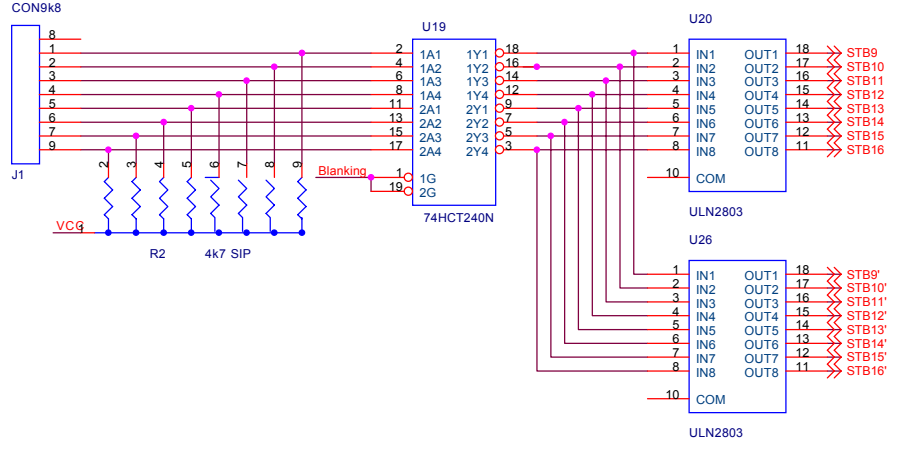 CON9k8
8
1
2
3
4
5
6
7
9
J1
2 3 4 5 6 7 8 9
VCC 1
R2 4k7 SIP
U19
2 1A1 1Y1 18
4 1A2 1Y2 16
6 1A3 1Y3 14
8 1A4 1Y4 12
11 2A1 2Y1 9
13 2A2 2Y2 7
15 2A3 2Y3 5
17 2A4 2Y4 3
Blanking 1 1G
19 2G
74HCT240N
U20
1 IN1 OUT1 18 STB9
2 IN2 OUT2 17 STB10
3 IN3 OUT3 16 STB11
4 IN4 OUT4 15 STB12
5 IN5 OUT5 14 STB13
6 IN6 OUT6 13 STB14
7 IN7 OUT7 12 STB15
8 IN8 OUT8 11 STB16
10 COM
ULN2803
U26
1 IN1 OUT1 18 STB9'
2 IN2 OUT2 17 STB10'
3 IN3 OUT3 16 STB11'
4 IN4 OUT4 15 STB12'
5 IN5 OUT5 14 STB13'
6 IN6 OUT6 13 STB14'
7 IN7 OUT7 12 STB15'
8 IN8 OUT8 11 STB16'
10 COM
ULN2803